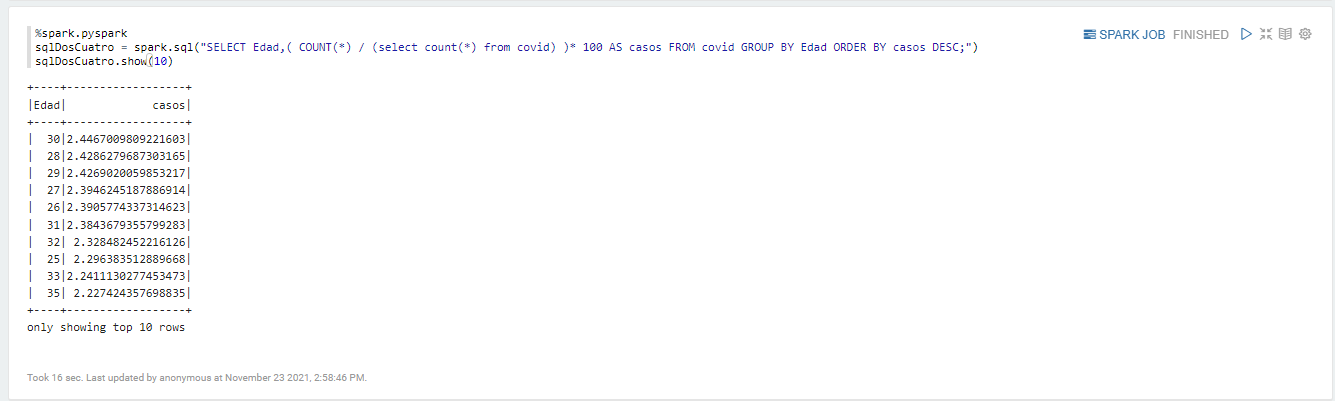 %spark.pyspark
sqlDosCuatro = spark.sql("SELECT Edad,( COUNT(*) / (select count(*) from covid) )* 100 AS casos FROM covid GROUP BY Edad ORDER BY casos DESC;")
sqlDosCuatro.show(10)
SPARK JOB FINISHED
+----+------------------+
|Edad|             casos|
+----+------------------+
|  30|2.4467009809221603|
|  28|2.4286279687303165|
|  29|2.4269020059853217|
|  27|2.3946245187886914|
|  26|2.3905774337314623|
|  31|2.3843679355799283|
|  32| 2.328482452216126|
|  25| 2.296383512889668|
|  33|2.2411130277453473|
|  35| 2.227424357698835|
+----+------------------+
only showing top 10 rows
Took 16 sec. Last updated by anonymous at November 23 2021, 2:58:46 PM.